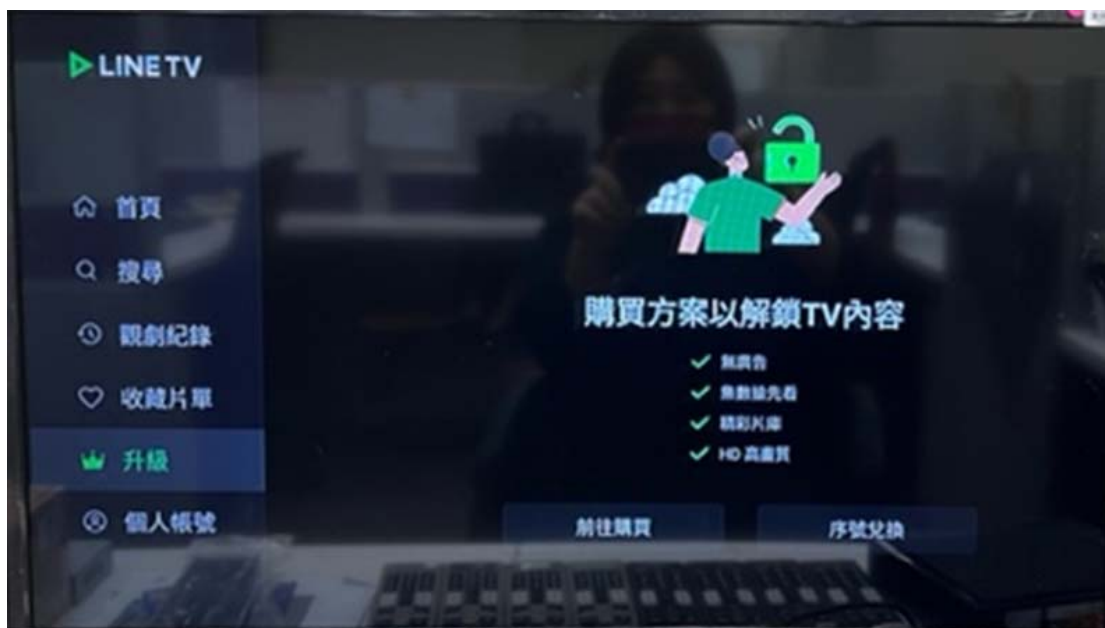 LINE TV
首頁
搜尋
觀劇紀錄
收藏片單
升級
個人帳號
購買方案以解鎖TV內容
無廣告
集數搶先看
精彩片庫
HD 高畫質
前往購買
序號兌換